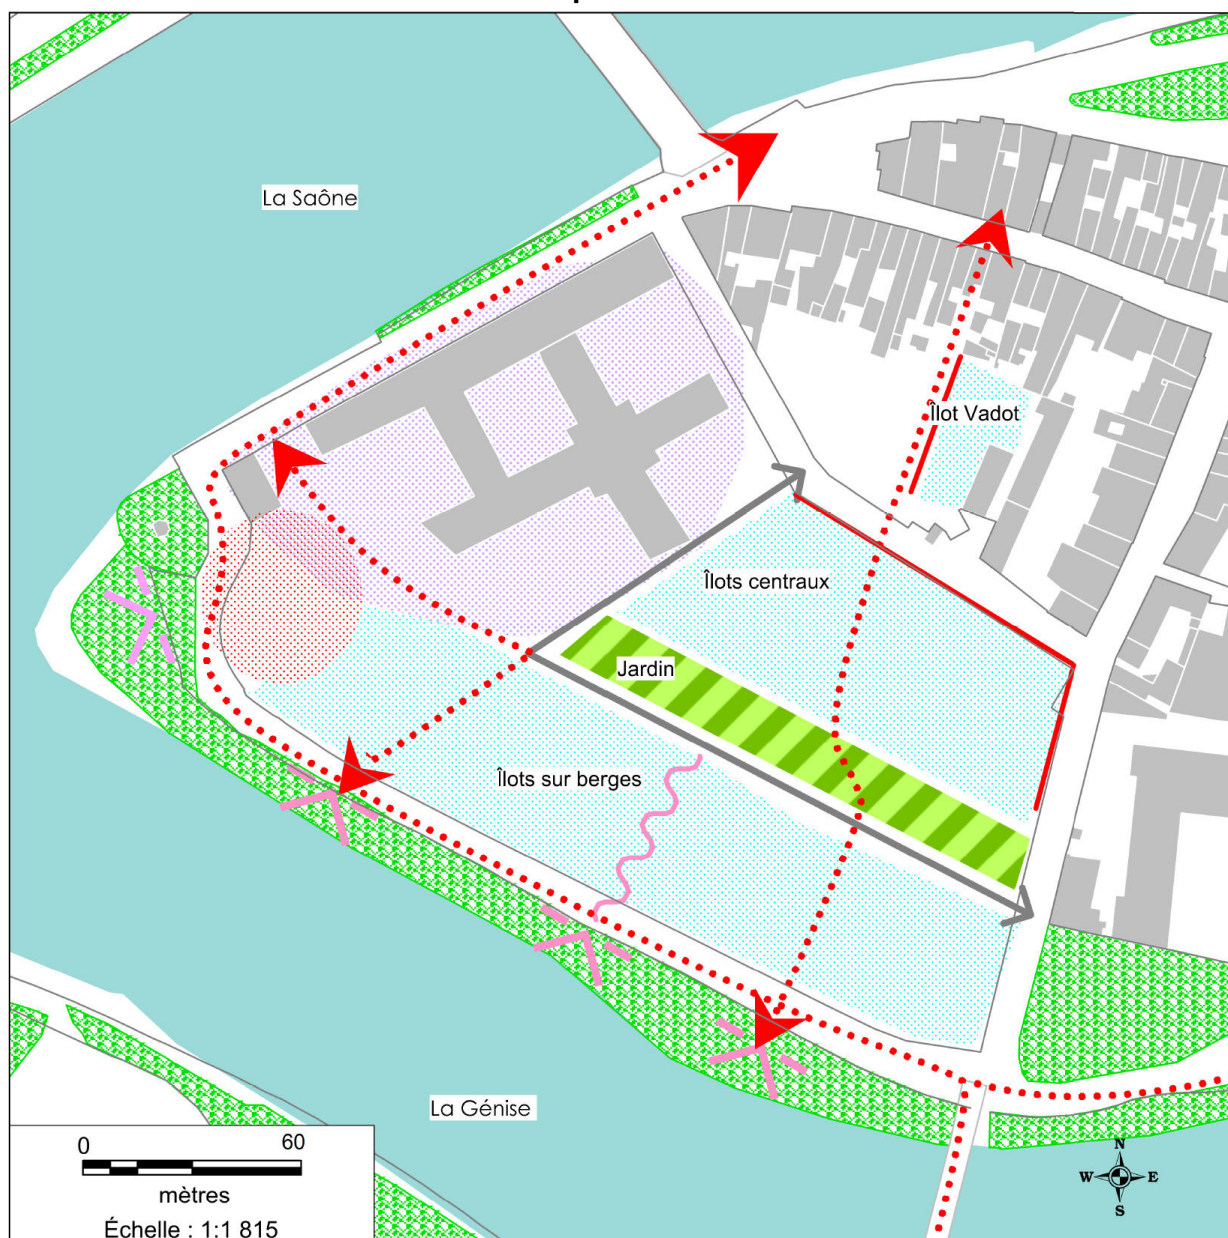 La Saône
Îlot Vadot
Îlots centraux
Jardin
Îlots sur berges
La Génise
0 60
mètres
Échelle : 1:1 815
N
W E
S